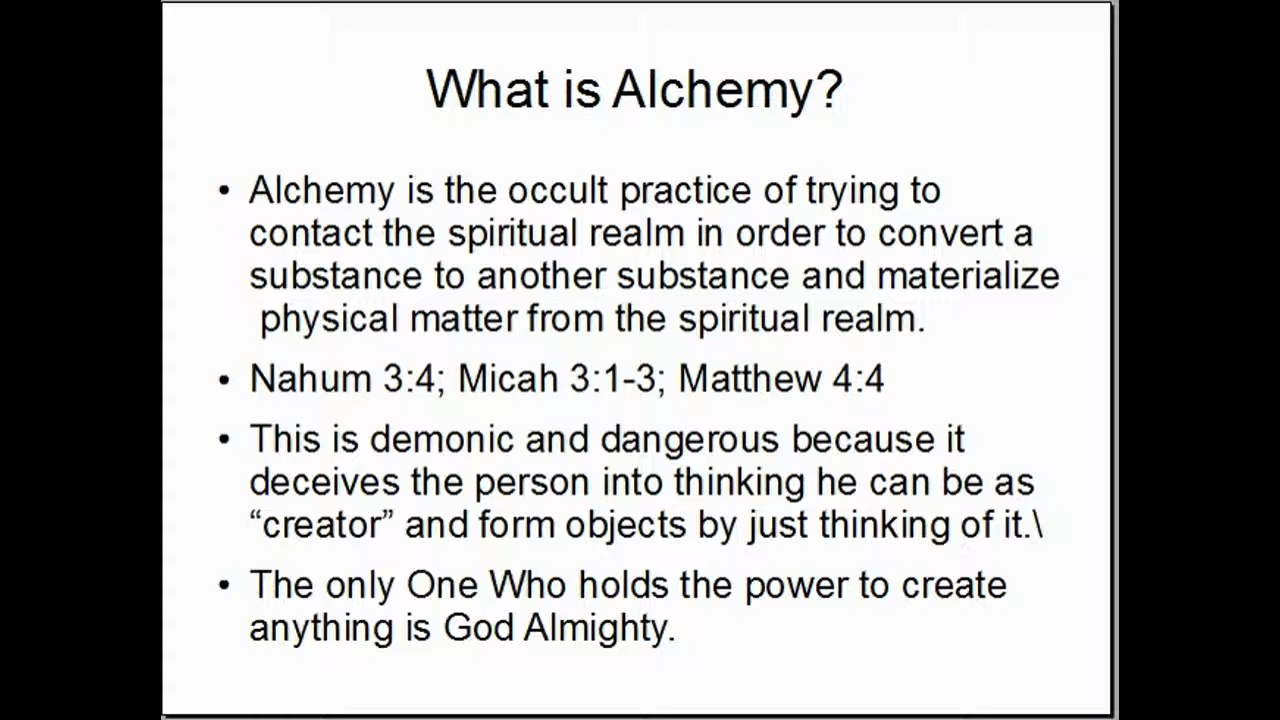 What is Alchemy?
• Alchemy is the occult practice of trying to
contact the spiritual realm in order to convert a
substance to another substance and materialize
physical matter from the spiritual realm.
• Nahum 3:4; Micah 3:1-3; Matthew 4:4
• This is demonic and dangerous because it
deceives the person into thinking he can be as
“creator” and form objects by just thinking of it.\
• The only One Who holds the power to create
anything is God Almighty.